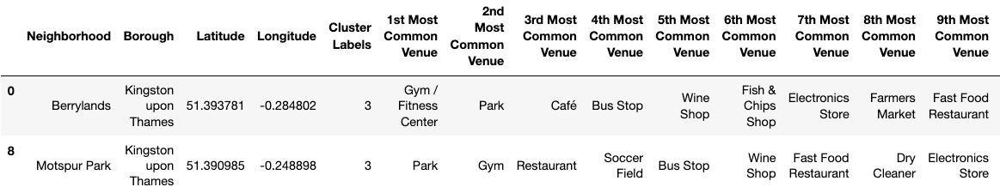 Neighborhood Borough Latitude Longitude Cluster Labels 1st Most Common Venue 2nd Most Common Venue 3rd Most Common Venue 4th Most Common Venue 5th Most Common Venue 6th Most Common Venue 7th Most Common Venue 8th Most Common Venue 9th Most Common Venue
0 Berrylands Kingston upon Thames 51.393781 -0.284802 3 Gym / Fitness Center Park Café Bus Stop Wine Shop Fish & Chips Shop Electronics Store Farmers Market Fast Food Restaurant
8 Motspur Park Kingston upon Thames 51.390985 -0.248898 3 Park Gym Restaurant Soccer Field Bus Stop Wine Shop Fast Food Restaurant Dry Cleaner Electronics Store